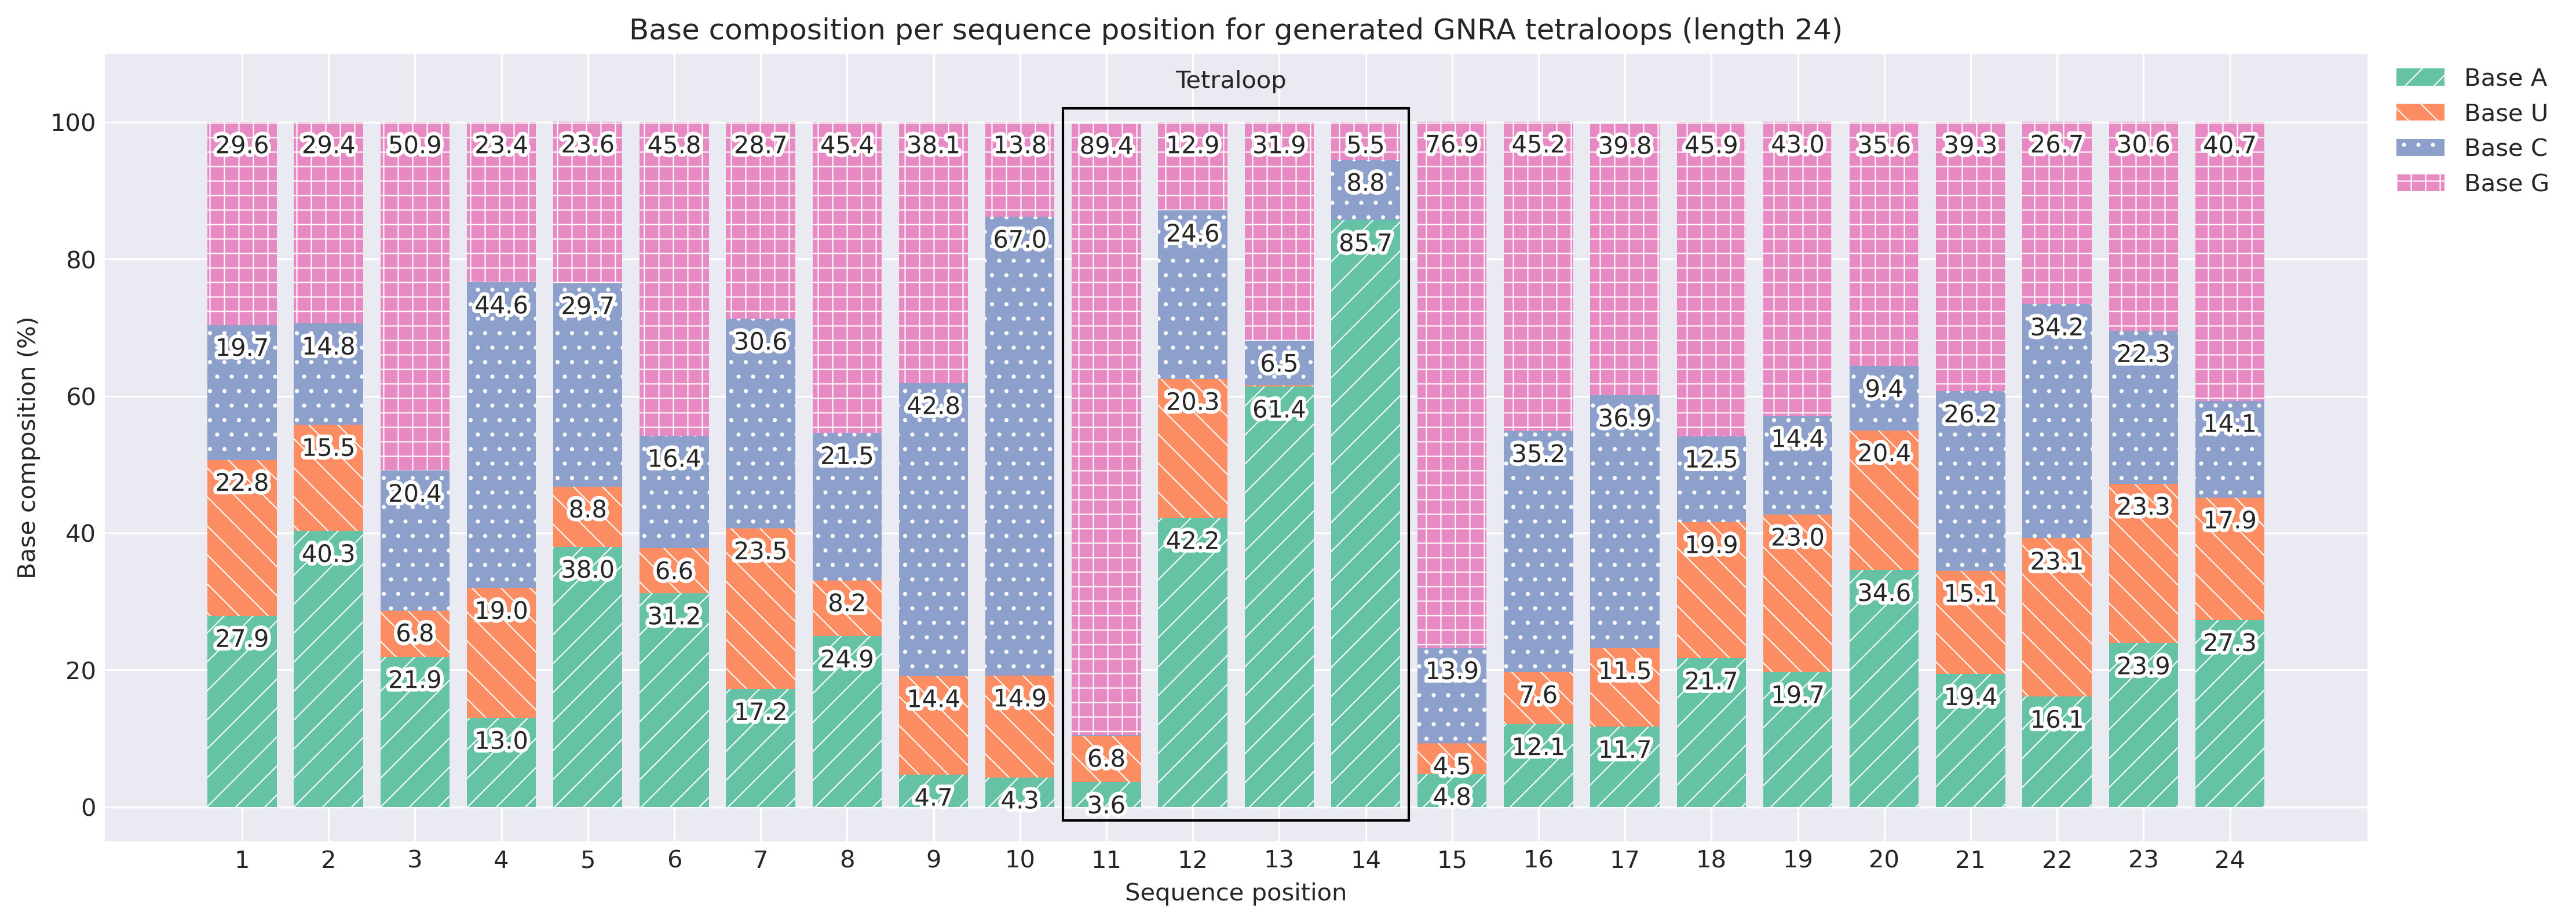 Base composition per sequence position for generated GNRA tetraloops (length 24)
Tetraloop
Base A
Base U
Base C
Base G
Base composition (%)
100
80
60
40
20
0
29.6 29.4 50.9 23.4 23.6 45.8 28.7 45.4 38.1 13.8 89.4 12.9 31.9 5.5 76.9 45.2 39.8 45.9 43.0 35.6 39.3 26.7 30.6 40.7
19.7 14.8 20.4 44.6 29.7 16.4 30.6 21.5 42.8 67.0 24.6 6.5 8.8 13.9 35.2 36.9 12.5 14.4 9.4 26.2 34.2 22.3 14.1
22.8 15.5 6.8 19.0 8.8 6.6 23.5 8.2 14.4 14.9 6.8 20.3 4.5 7.6 11.5 19.9 23.0 20.4 15.1 23.1 23.3 17.9
27.9 40.3 21.9 13.0 38.0 31.2 17.2 24.9 4.7 4.3 3.6 42.2 61.4 85.7 4.8 12.1 11.7 21.7 19.7 34.6 19.4 16.1 23.9 27.3
1 2 3 4 5 6 7 8 9 10 11 12 13 14 15 16 17 18 19 20 21 22 23 24
Sequence position